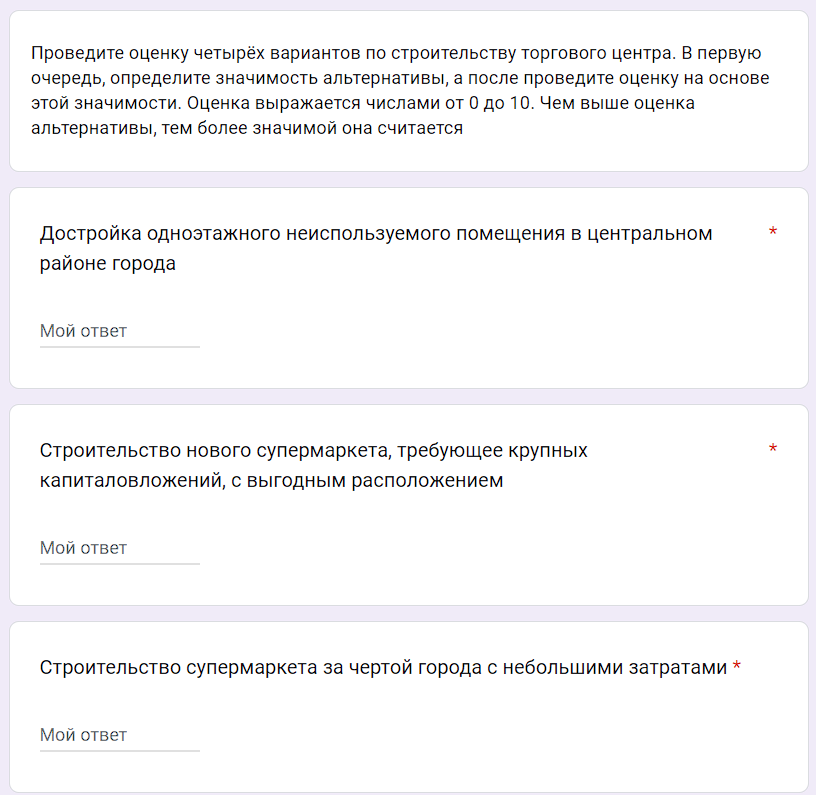 Проведите оценку четырёх вариантов по строительству торгового центра. В первую
очередь, определите значимость альтернативы, а после проведите оценку на основе
этой значимости. Оценка выражается числами от 0 до 10. Чем выше оценка
альтернативы, тем более значимой она считается
Достройка одноэтажного неиспользуемого помещения в центральном *
районе города
Мой ответ
Строительство нового супермаркета, требующее крупных *
капиталовложений, с выгодным расположением
Мой ответ
Строительство супермаркета за чертой города с небольшими затратами *
Мой ответ